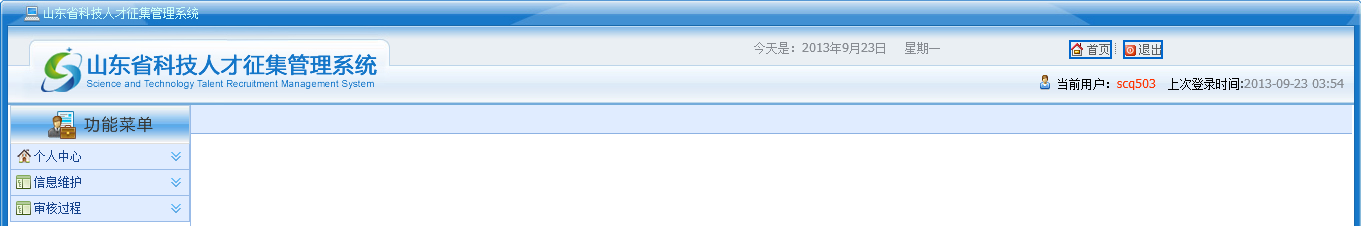 山东省科技人才征集管理系统
今天是：2013年9月23日 星期一
首页 退出
山东省科技人才征集管理系统
Science and Technology Talent Recruitment Management System
当前用户：scq503 上次登录时间:2013-09-23 03:54
功能菜单
个人中心
信息维护
审核过程